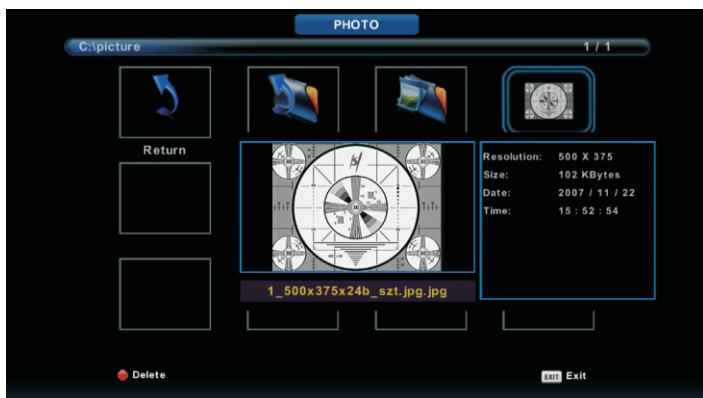 PHOTO
C:\picture 1 / 1
Return
Resolution: 500 X 375
Size: 102 KBytes
Date: 2007 / 11 / 22
Time: 15 : 52 : 54
1_500x375x24b_szt.jpg.jpg
Delete
EXIT Exit